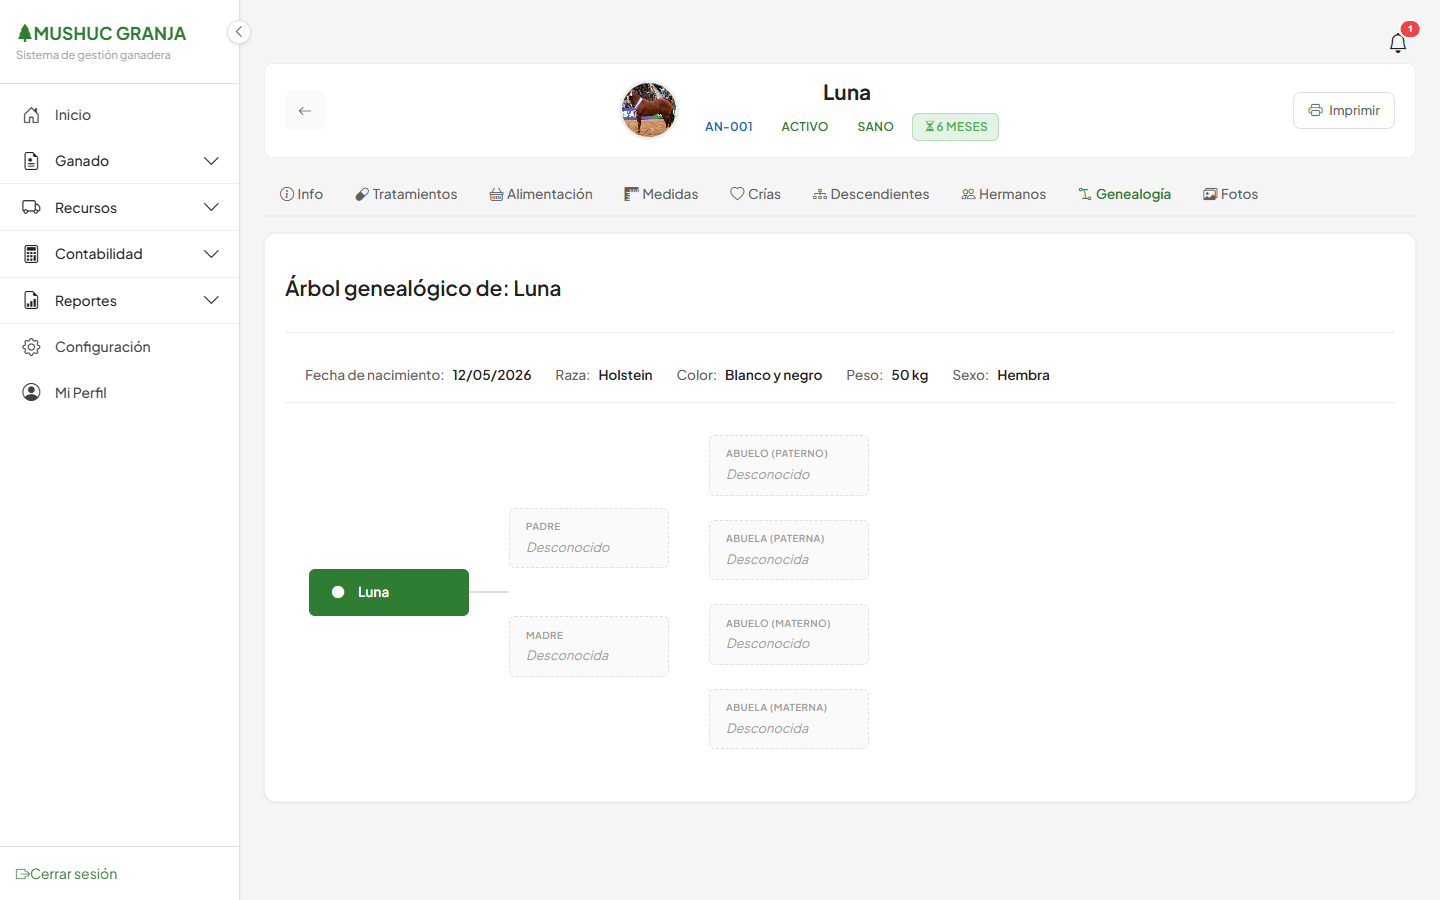 MUSHUC GRANJA
Sistema de gestión ganadera
Inicio
Ganado
Recursos
Contabilidad
Reportes
Configuración
Mi Perfil
Cerrar sesión
1
Luna
AN-001 ACTIVO SANO 6 MESES
Imprimir
Info Tratamientos Alimentación Medidas Crías Descendientes Hermanos Genealogía Fotos
Árbol genealógico de: Luna
Fecha de nacimiento: 12/05/2026 Raza: Holstein Color: Blanco y negro Peso: 50 kg Sexo: Hembra
Luna
PADRE
Desconocido
MADRE
Desconocida
ABUELO (PATERNO)
Desconocido
ABUELA (PATERNA)
Desconocida
ABUELO (MATERNO)
Desconocido
ABUELA (MATERNA)
Desconocida